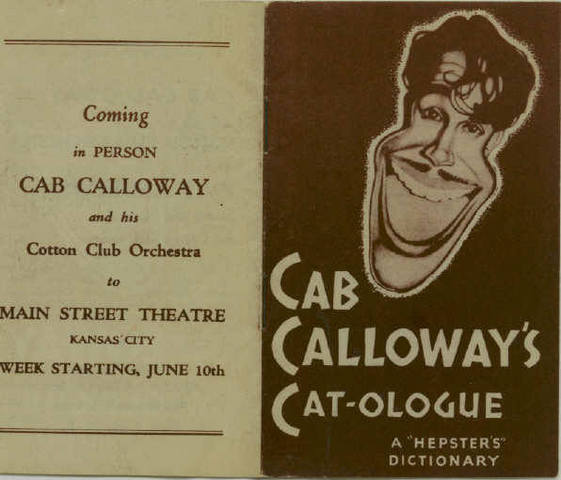 Coming
in PERSON
CAB CALLOWAY
and his
Cotton Club Orchestra
to
MAIN STREET THEATRE
KANSAS CITY
WEEK STARTING, JUNE 10th
CAB
CALLOWAY'S
CAT-OLOGUE
A "HEPSTER'S"
DICTIONARY